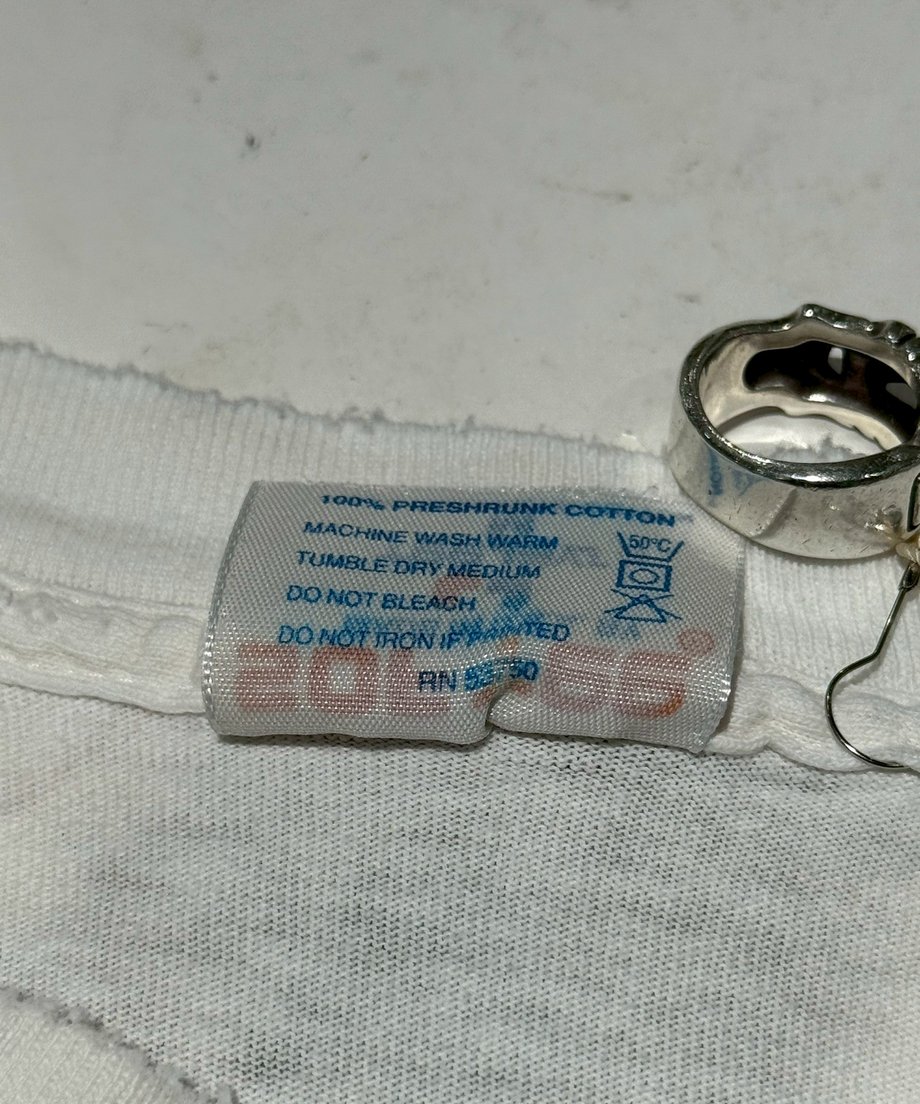 100% PRESHRUNK COTTON
MACHINE WASH WARM
TUMBLE DRY MEDIUM
DO NOT BLEACH
DO NOT IRON IF PRINTED
50°C
RN